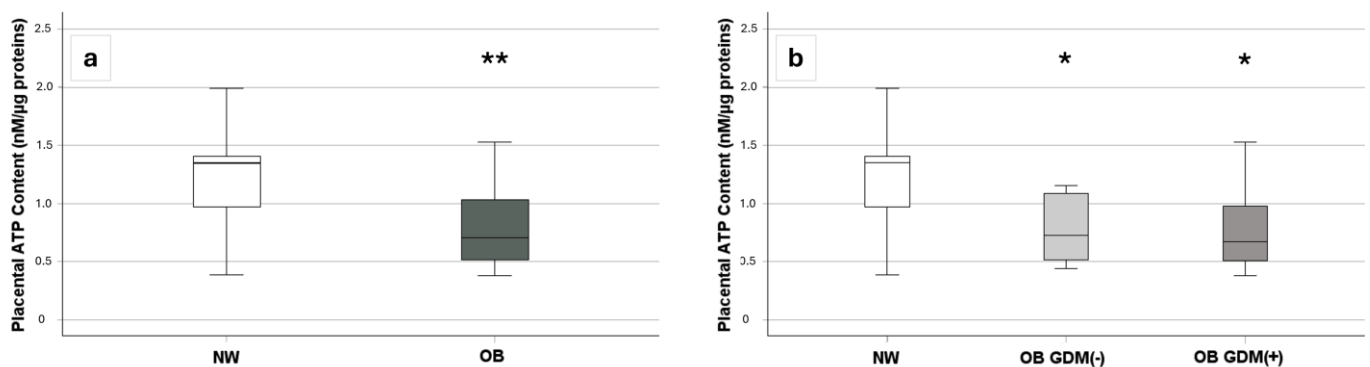 Placental ATP Content (nM/µg proteins)
2.5
2.0
1.5
1.0
0.5
0
a
**
NW
OB
Placental ATP Content (nM/µg proteins)
2.5
2.0
1.5
1.0
0.5
0
b
*
*
NW
OB GDM(-)
OB GDM(+)